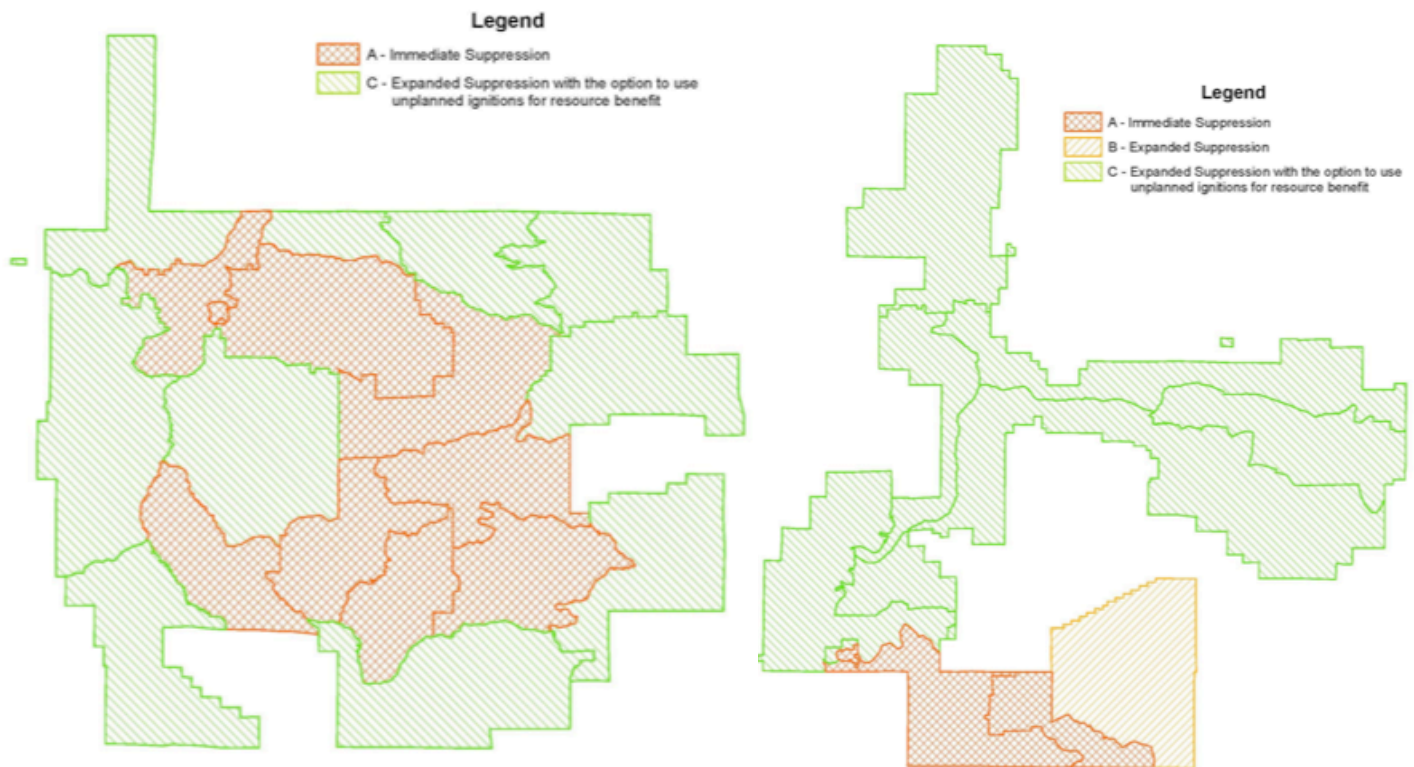 Legend
A - Immediate Suppression
C - Expanded Suppression with the option to use
unplanned ignitions for resource benefit
Legend
A - Immediate Suppression
B - Expanded Suppression
C - Expanded Suppression with the option to use
unplanned ignitions for resource benefit